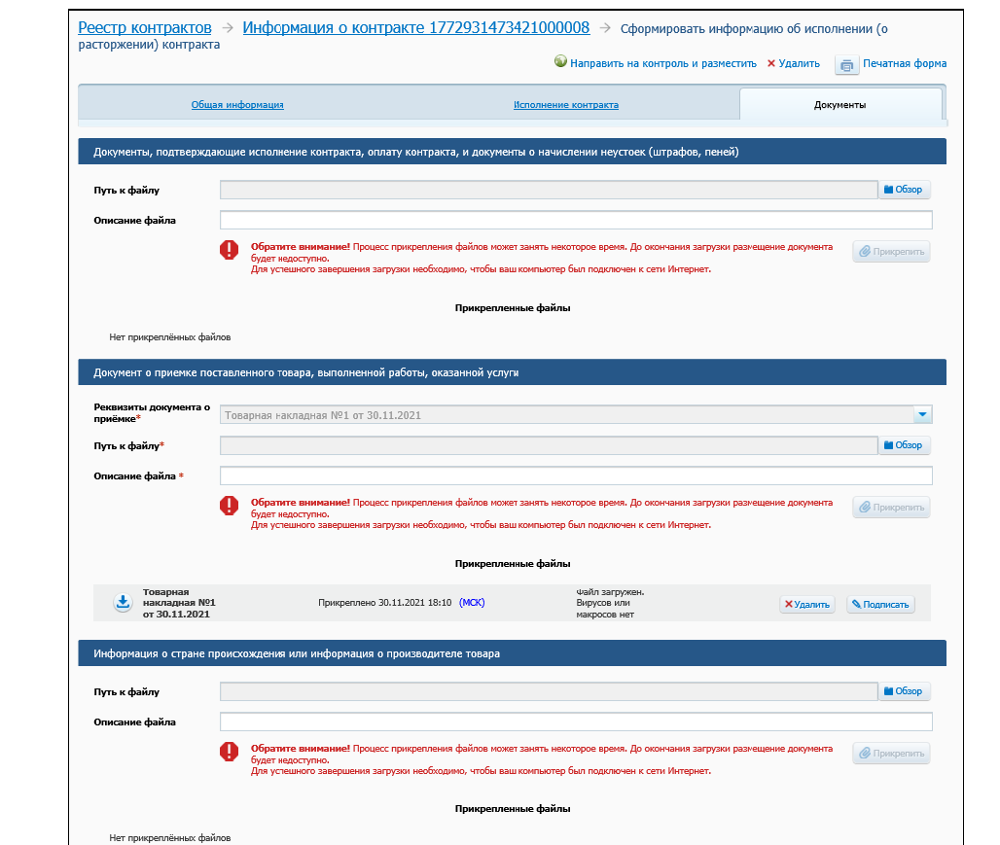 Реестр контрактов → Информация о контракте 1772931473421000008 → Сформировать информацию об исполнении (о
расторжении) контракта
Направить на контроль и разместить Удалить Печатная форма
Общая информация Исполнение контракта Документы
Документы, подтверждающие исполнение контракта, оплату контракта, и документы о начислении неустоек (штрафов, пеней)
Путь к файлу Обзор
Описание файла
Обратите внимание! Процесс прикрепления файлов может занять некоторое время. До окончания загрузки размещение документа
будет недоступно.
Прикрепить
Для успешного завершения загрузки необходимо, чтобы ваш компьютер был подключен к сети Интернет.
Прикрепленные файлы
Нет прикреплённых файлов
Документ о приемке поставленного товара, выполненной работы, оказанной услуги
Реквизиты документа о
приёмке*
Товарная накладная №1 от 30.11.2021
Путь к файлу* Обзор
Описание файла *
Обратите внимание! Процесс прикрепления файлов может занять некоторое время. До окончания загрузки размещение документа
будет недоступно.
Прикрепить
Для успешного завершения загрузки необходимо, чтобы ваш компьютер был подключен к сети Интернет.
Прикрепленные файлы
Товарная
накладная №1
от 30.11.2021
Прикреплено 30.11.2021 18:10 (МСК)
Файл загружен.
Вирусов или
макросов нет
Удалить Подписать
Информация о стране происхождения или информация о производителе товара
Путь к файлу Обзор
Описание файла
Обратите внимание! Процесс прикрепления файлов может занять некоторое время. До окончания загрузки размещение документа
будет недоступно.
Прикрепить
Для успешного завершения загрузки необходимо, чтобы ваш компьютер был подключен к сети Интернет.
Прикрепленные файлы
Нет прикреплённых файлов